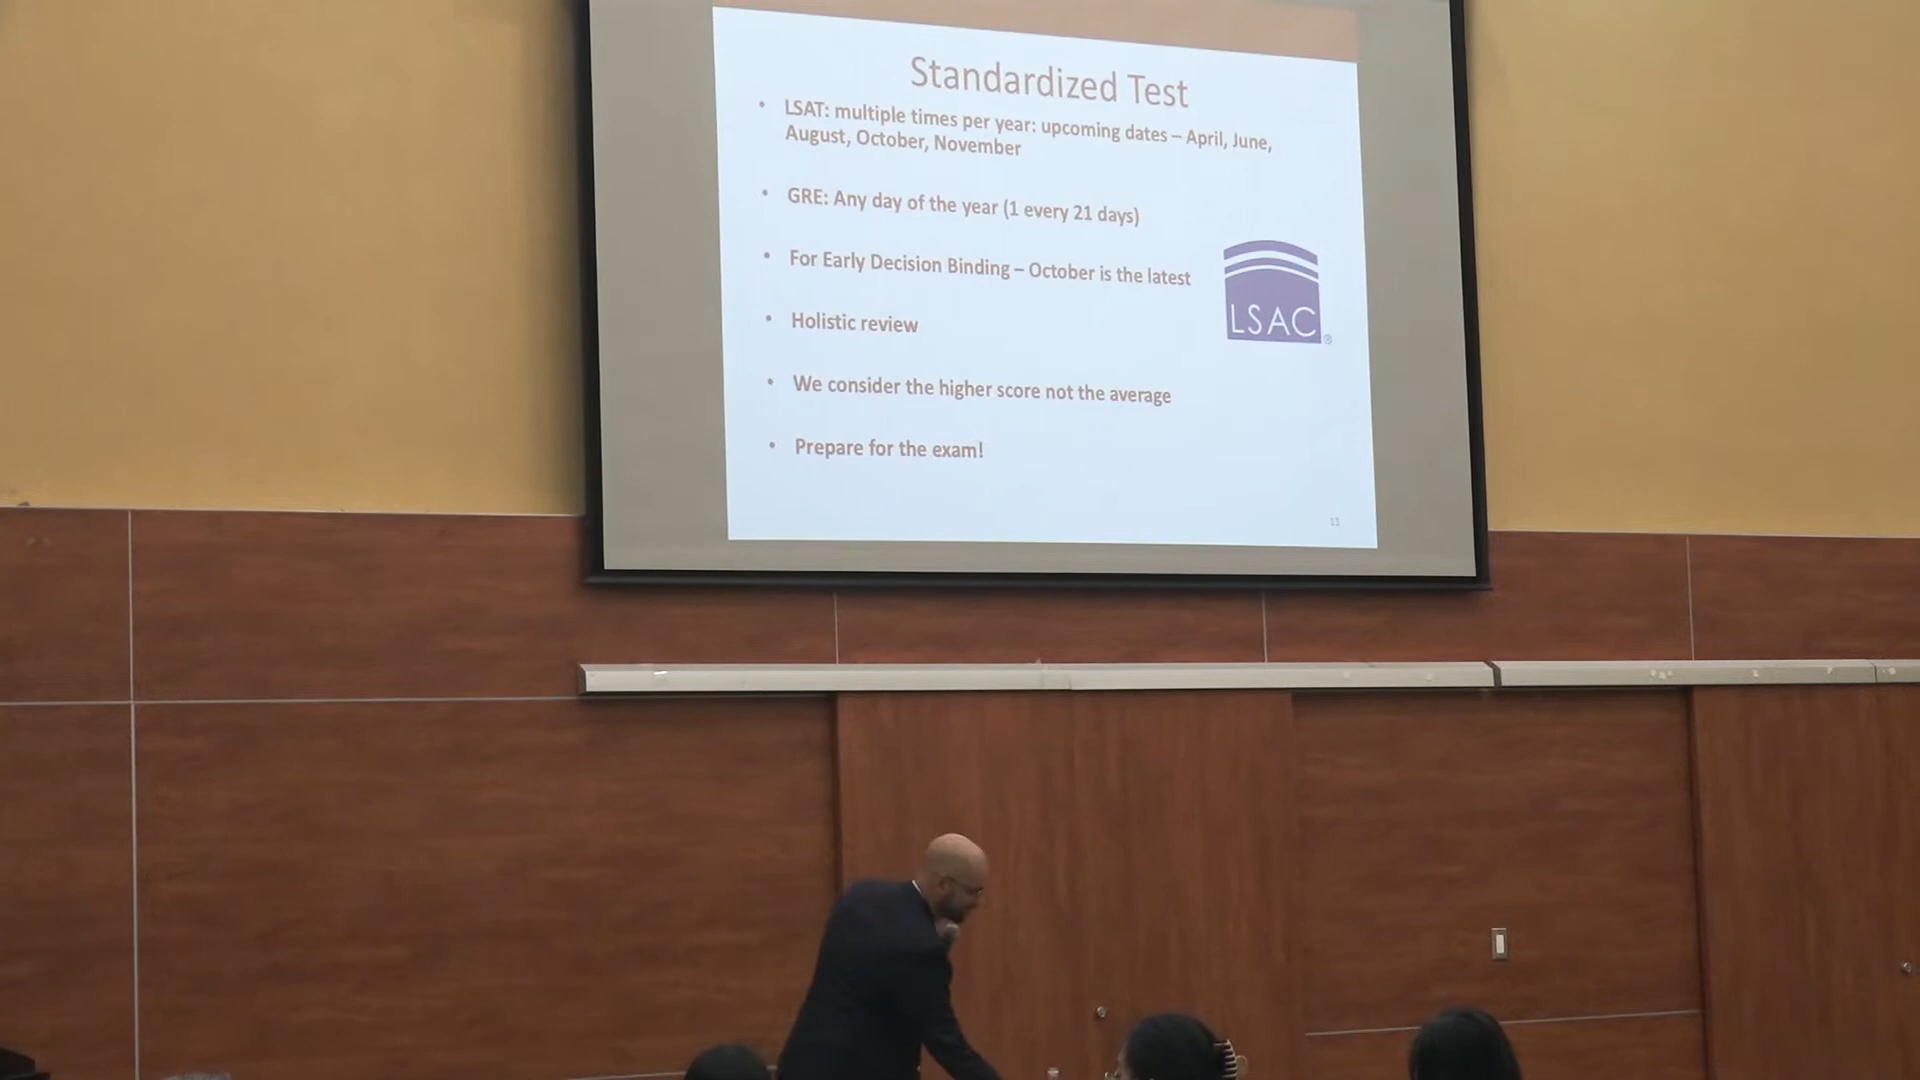 Standardized Test
• LSAT: multiple times per year: upcoming dates – April, June,
August, October, November
• GRE: Any day of the year (1 every 21 days)
• For Early Decision Binding – October is the latest
LSAC®
• Holistic review
• We consider the higher score not the average
• Prepare for the exam!
11